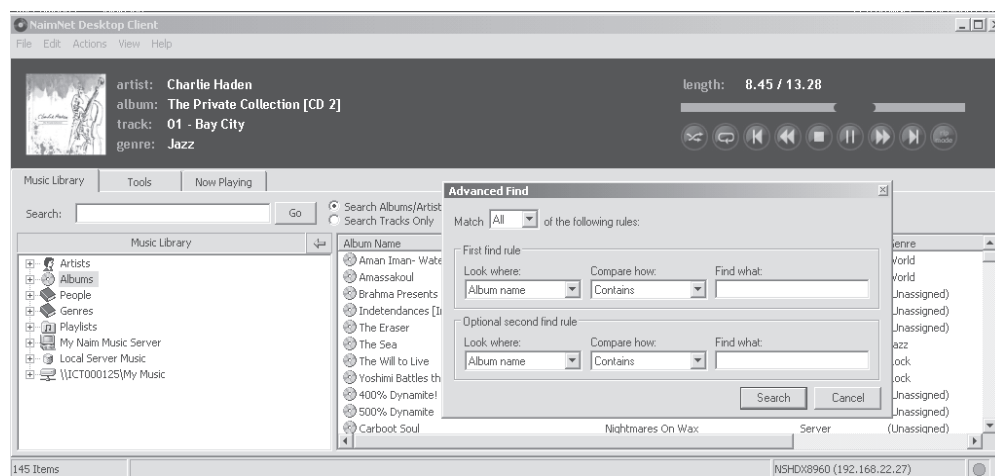 NaimNet Desktop Client
File Edit Actions View Help
artist: Charlie Haden
album: The Private Collection [CD 2]
track: 01 - Bay City
genre: Jazz
length: 8.45 / 13.28
Music Library Tools Now Playing
Search: Go
Search Albums/Artist
Search Tracks Only
Music Library
Artists
Albums
People
Genres
Playlists
My Naim Music Server
Local Server Music
\\ICT000125\My Music
Album Name
Aman Iman- Wate
Amassakoul
Brahma Presents
Indetendances [I
The Eraser
The Sea
The Will to Live
Yoshimi Battles th
400% Dynamite!
500% Dynamite
Carboot Soul Nightmares On Wax Server (Unassigned)
Advanced Find
Match All of the following rules:
First find rule
Look where: Compare how: Find what:
Album name Contains
Optional second find rule
Look where: Compare how: Find what:
Album name Contains
Search Cancel
Genre
World
World
(Unassigned)
Unassigned)
Unassigned)
azz
ock
ock
Unassigned)
(Unassigned)
145 Items
NSHDX8960 (192.168.22.27)